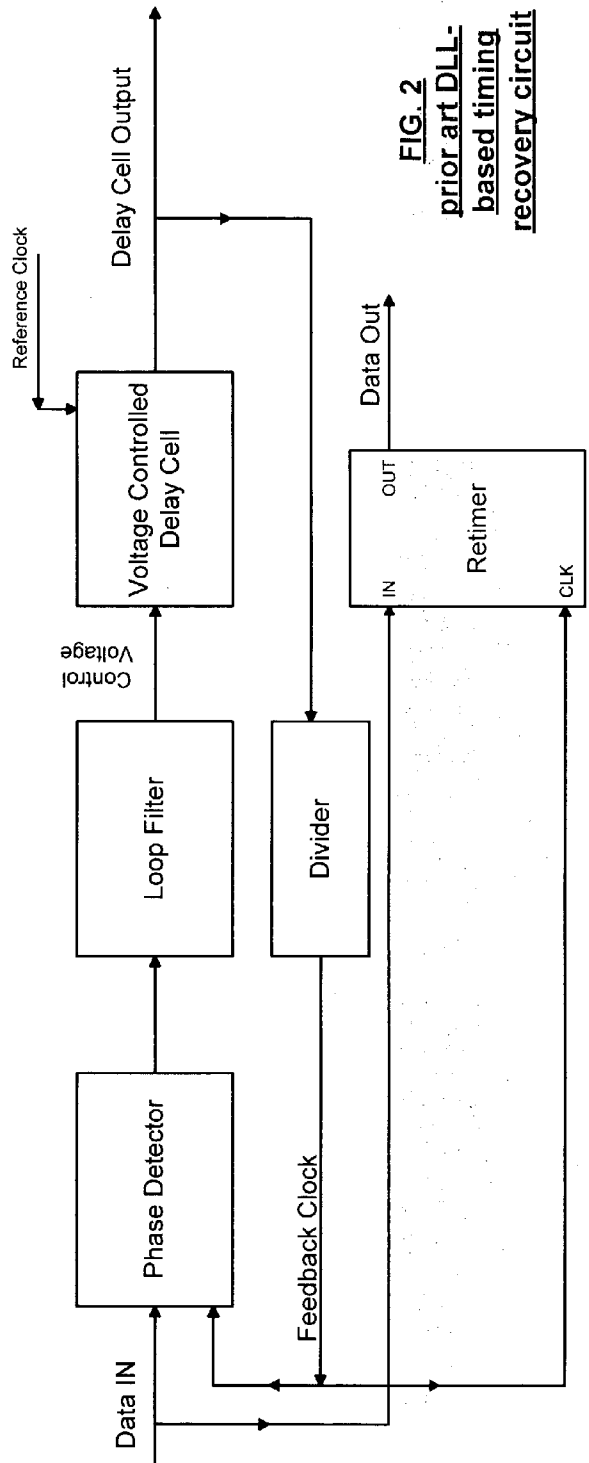 Data IN
Phase Detector
Loop Filter
Control
Voltage
Voltage Controlled
Delay Cell
Reference Clock
Delay Cell Output
Feedback Clock
Divider
IN
OUT
Retimer
CLK
Data Out
FIG. 2
prior art DLL-
based timing
recovery circuit